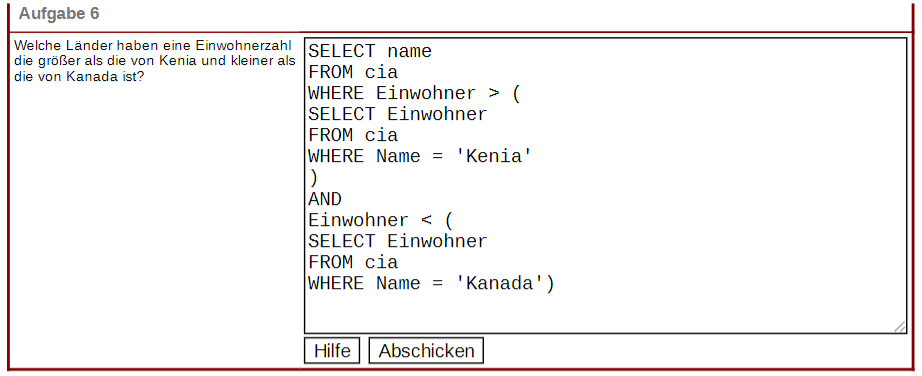 Aufgabe 6
Welche Länder haben eine Einwohnerzahl
die größer als die von Kenia und kleiner als
die von Kanada ist?
SELECT name
FROM cia
WHERE Einwohner > (
SELECT Einwohner
FROM cia
WHERE Name = 'Kenia'
)
AND
Einwohner < (
SELECT Einwohner
FROM cia
WHERE Name = 'Kanada')
Hilfe Abschicken